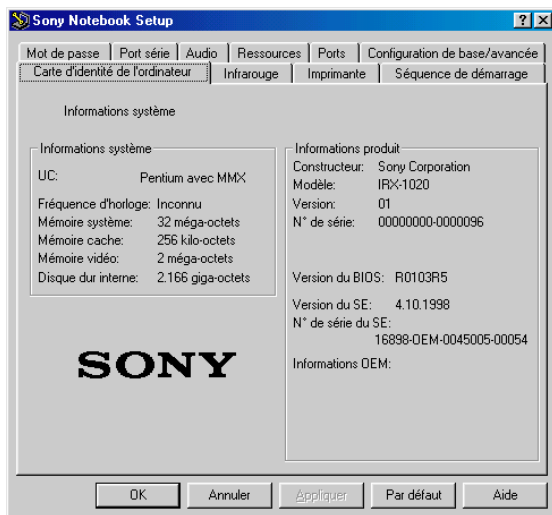 Sony Notebook Setup
Mot de passe Port série Audio Ressources Ports Configuration de base/avancée
Carte d'identité de l'ordinateur Infrarouge Imprimante Séquence de démarrage
Informations système
Informations système
UC: Pentium avec MMX
Fréquence d'horloge: Inconnu
Mémoire système: 32 méga-octets
Mémoire cache: 256 kilo-octets
Mémoire vidéo: 2 méga-octets
Disque dur interne: 2.166 giga-octets
SONY
Informations produit
Constructeur: Sony Corporation
Modèle: IRX-1020
Version: 01
N° de série: 00000000-0000096
Version du BIOS: R0103R5
Version du SE: 4.10.1998
N° de série du SE:
16898-OEM-0045005-00054
Informations OEM:
OK Annuler Appliquer Par défaut Aide